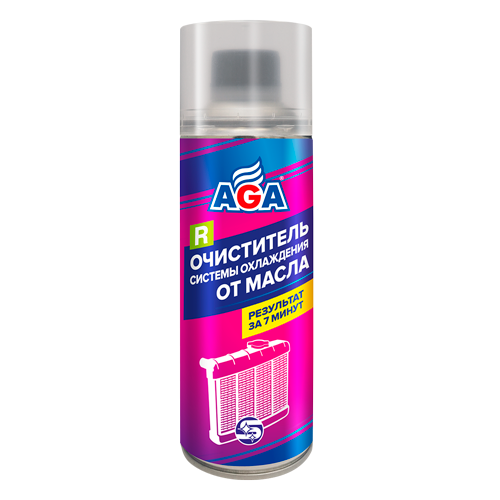 AGA®
R
ОЧИСТИТЕЛЬ
СИСТЕМЫ ОХЛАЖДЕНИЯ
ОТ МАСЛА
РЕЗУЛЬТАТ
ЗА 7 МИНУТ